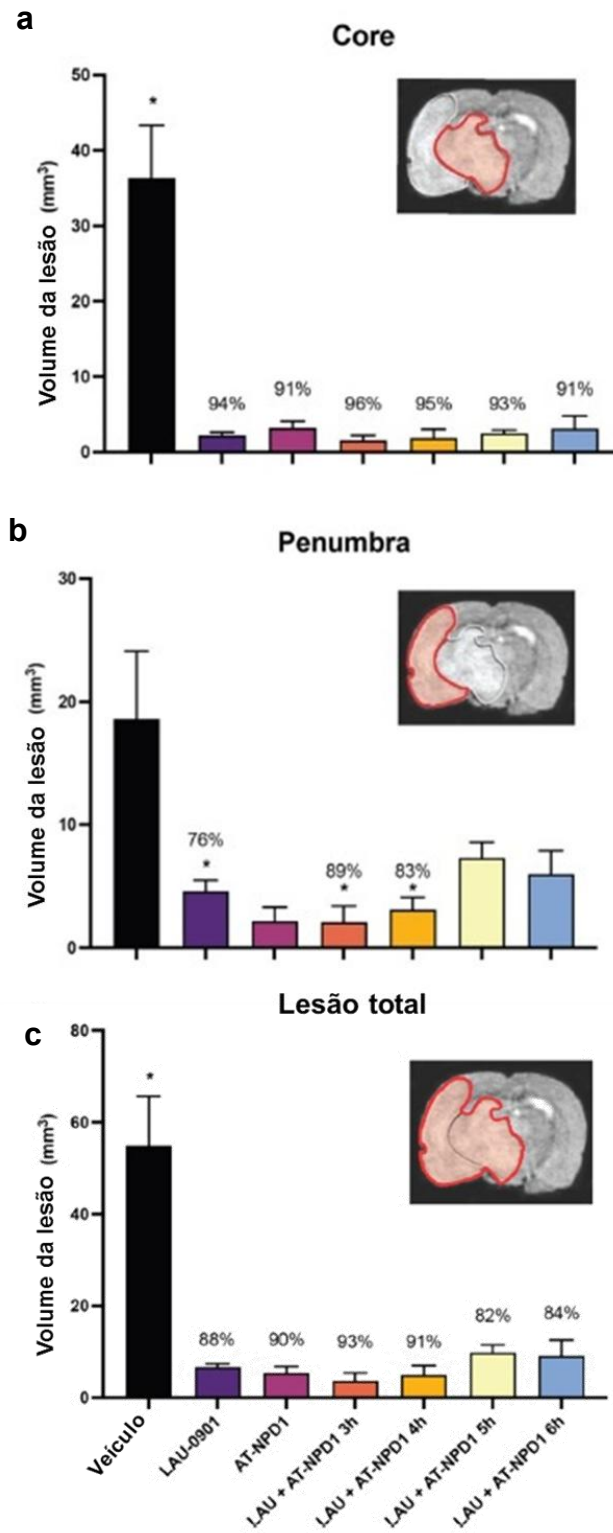 a
Core
Volume da lesão (mm³)
50
40
30
20
10
0
*
94%
91%
96%
95%
93%
91%
b
Penumbra
Volume da lesão (mm³)
30
20
10
0
76%
*
89%
*
83%
*
Lesão total
c
Volume da lesão (mm³)
80
60
40
20
0
*
88%
90%
93%
91%
82%
84%
Veículo
LAU-0901
AT-NPD1
LAU + AT-NPD1 3h
LAU + AT-NPD1 4h
LAU + AT-NPD1 5h
LAU + AT-NPD1 6h